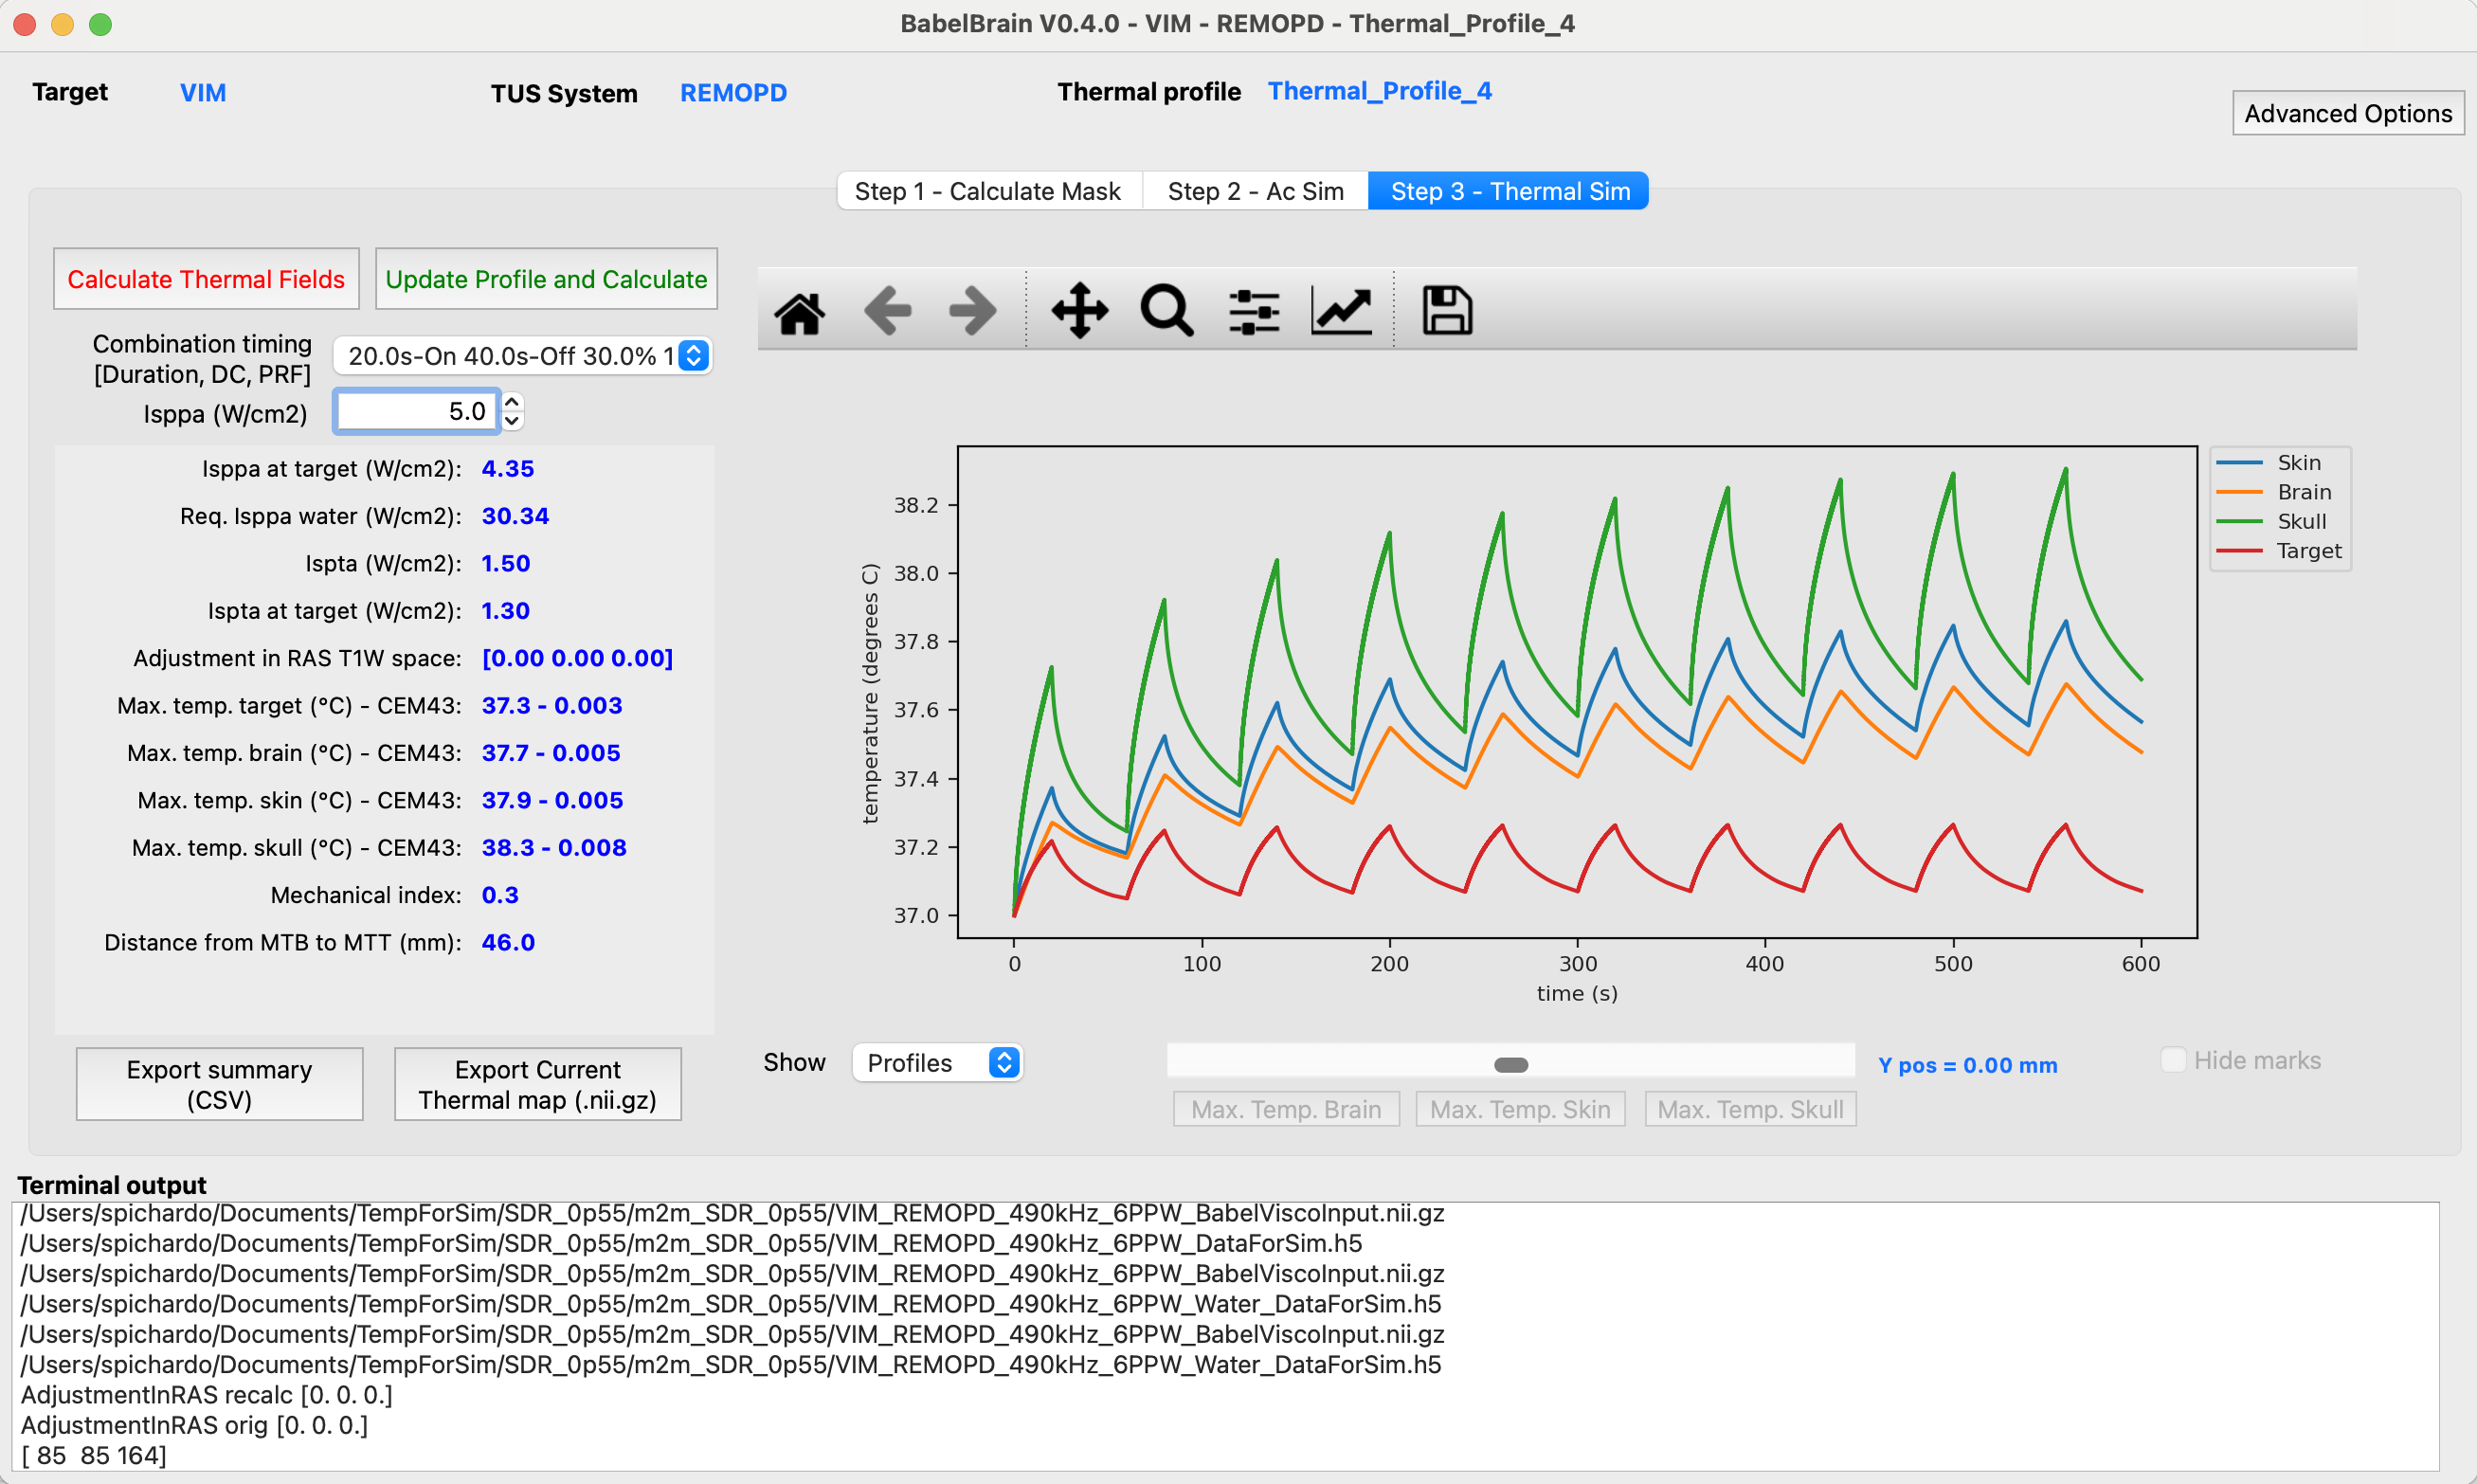 BabelBrain V0.4.0 - VIM - REMOPD - Thermal_Profile_4
Target VIM TUS System REMOPD Thermal profile Thermal_Profile_4
Advanced Options
Step 1 - Calculate Mask Step 2 - Ac Sim Step 3 - Thermal Sim
Calculate Thermal Fields Update Profile and Calculate
Combination timing
[Duration, DC, PRF]
20.0s-On 40.0s-Off 30.0% 1
Isppa (W/cm2) 5.0
Isppa at target (W/cm2): 4.35
Req. Isppa water (W/cm2): 30.34
Ispta (W/cm2): 1.50
Ispta at target (W/cm2): 1.30
Adjustment in RAS T1W space: [0.00 0.00 0.00]
Max. temp. target (°C) - CEM43: 37.3 - 0.003
Max. temp. brain (°C) - CEM43: 37.7 - 0.005
Max. temp. skin (°C) - CEM43: 37.9 - 0.005
Max. temp. skull (°C) - CEM43: 38.3 - 0.008
Mechanical index: 0.3
Distance from MTB to MTT (mm): 46.0
Export summary
(CSV)
Export Current
Thermal map (.nii.gz)
temperature (degrees C)
38.2
38.0
37.8
37.6
37.4
37.2
37.0
0 100 200 300 400 500 600
time (s)
Skin
Brain
Skull
Target
Show Profiles
Y pos = 0.00 mm
Hide marks
Max. Temp. Brain Max. Temp. Skin Max. Temp. Skull
Terminal output
/Users/spichardo/Documents/TempForSim/SDR_0p55/m2m_SDR_0p55/VIM_REMOPD_490kHz_6PPW_BabelViscoInput.nii.gz
/Users/spichardo/Documents/TempForSim/SDR_0p55/m2m_SDR_0p55/VIM_REMOPD_490kHz_6PPW_DataForSim.h5
/Users/spichardo/Documents/TempForSim/SDR_0p55/m2m_SDR_0p55/VIM_REMOPD_490kHz_6PPW_BabelViscoInput.nii.gz
/Users/spichardo/Documents/TempForSim/SDR_0p55/m2m_SDR_0p55/VIM_REMOPD_490kHz_6PPW_Water_DataForSim.h5
/Users/spichardo/Documents/TempForSim/SDR_0p55/m2m_SDR_0p55/VIM_REMOPD_490kHz_6PPW_BabelViscoInput.nii.gz
/Users/spichardo/Documents/TempForSim/SDR_0p55/m2m_SDR_0p55/VIM_REMOPD_490kHz_6PPW_Water_DataForSim.h5
AdjustmentInRAS recalc [0. 0. 0.]
AdjustmentInRAS orig [0. 0. 0.]
[ 85  85 164]